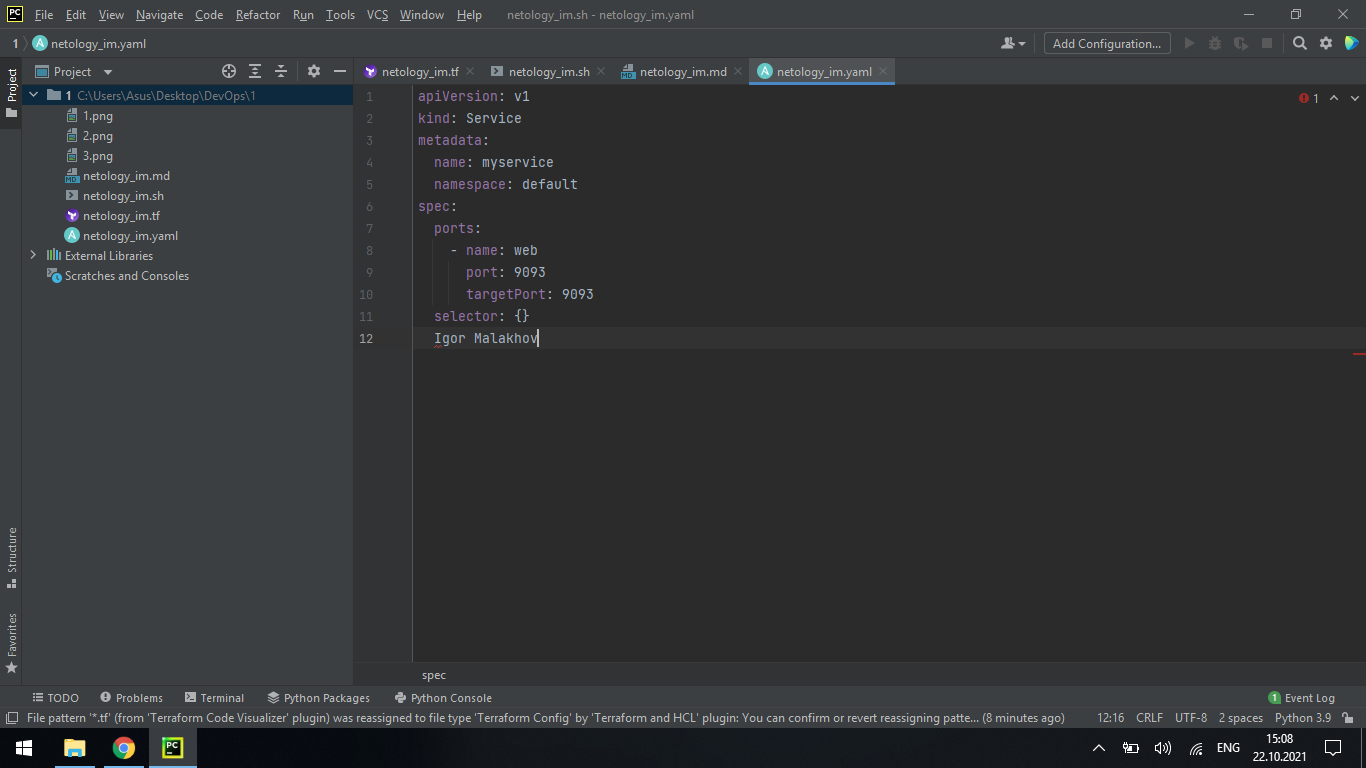 PC File Edit View Navigate Code Refactor Run Tools VCS Window Help netology_im.sh - netology_im.yaml
1 netology_im.yaml Add Configuration...
Project
Project
netology_im.tf netology_im.sh netology_im.md netology_im.yaml
1 C:\Users\Asus\Desktop\DevOps\1
1.png
2.png
3.png
netology_im.md
netology_im.sh
netology_im.tf
netology_im.yaml
External Libraries
Scratches and Consoles
1 apiVersion: v1
2 kind: Service
3 metadata:
4 name: myservice
5 namespace: default
6 spec:
7 ports:
8 - name: web
9 port: 9093
10 targetPort: 9093
11 selector: {}
12 Igor Malakhov
1
Structure
Favorites
spec
TODO Problems Terminal Python Packages Python Console 1 Event Log
File pattern '*.tf' (from 'Terraform Code Visualizer' plugin) was reassigned to file type 'Terraform Config' by 'Terraform and HCL' plugin: You can confirm or revert reassigning patte... (8 minutes ago) 12:16 CRLF UTF-8 2 spaces Python 3.9
PC ENG 15:08
22.10.2021